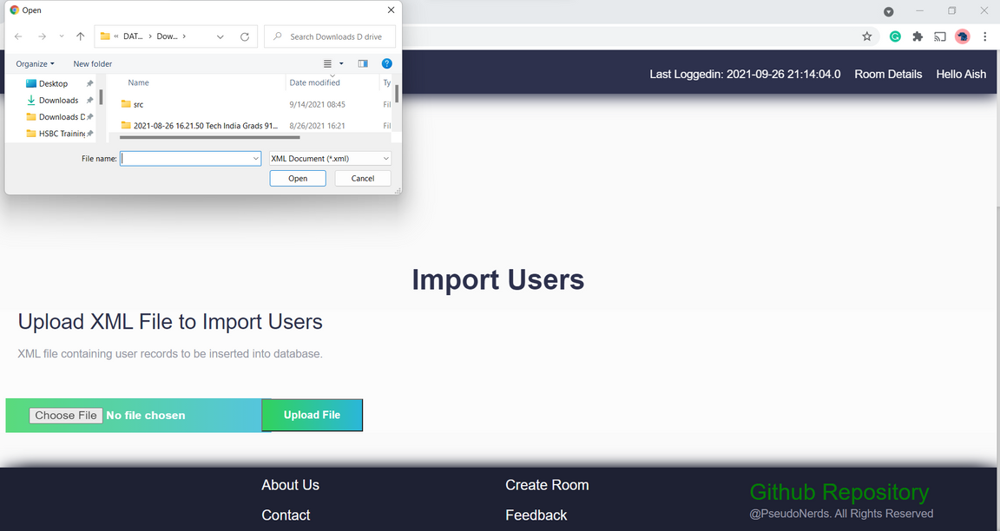 Open
« DAT... › Dow... ›
Search Downloads D drive
Organize
New folder
?
Desktop
Downloads
Downloads D
HSBC Training
Name
Date modified
Ty
src
9/14/2021 08:45
Fil
2021-08-26 16.21.50 Tech India Grads 91...
8/26/2021 16:21
Fil
File name:
XML Document (*.xml)
Open
Cancel
Last Loggedin: 2021-09-26 21:14:04.0
Room Details
Hello Aish
Import Users
Upload XML File to Import Users
XML file containing user records to be inserted into database.
Choose File No file chosen
Upload File
About Us
Create Room
Github Repository
Contact
Feedback
@PseudoNerds. All Rights Reserved